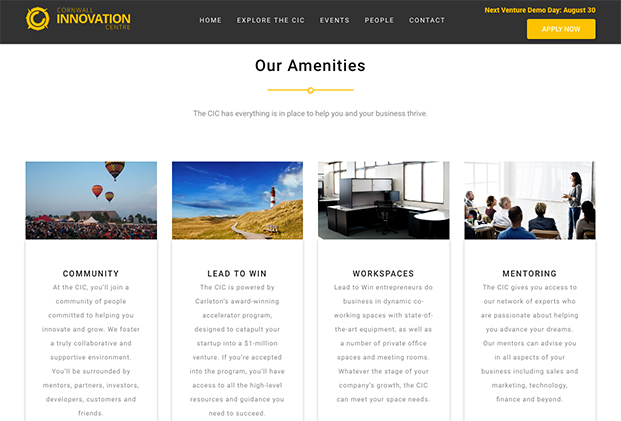 CORNWALL
INNOVATION
CENTRE
HOME EXPLORE THE CIC EVENTS PEOPLE CONTACT
Next Venture Demo Day: August 30
APPLY NOW
Our Amenities
The CIC has everything is in place to help you and your business thrive.
COMMUNITY
At the CIC, you’ll join a
community of people
committed to helping you
innovate and grow. We foster
a truly collaborative and
supportive environment.
You’ll be surrounded by
mentors, partners, investors,
developers, customers and
friends.
LEAD TO WIN
The CIC is powered by
Carleton’s award-winning
accelerator program,
designed to catapult your
startup into a $1-million
venture. If you’re accepted
into the program, you’ll have
access to all the high-level
resources and guidance you
need to succeed.
WORKSPACES
Lead to Win entrepreneurs do
business in dynamic co-
working spaces with state-of-
the-art equipment, as well as
a number of private office
spaces and meeting rooms.
Whatever the stage of your
company’s growth, the CIC
can meet your space needs.
MENTORING
The CIC gives you access to
our network of experts who
are passionate about helping
you advance your dreams.
Our mentors can advise you
in all aspects of your
business including sales and
marketing, technology,
finance and beyond.